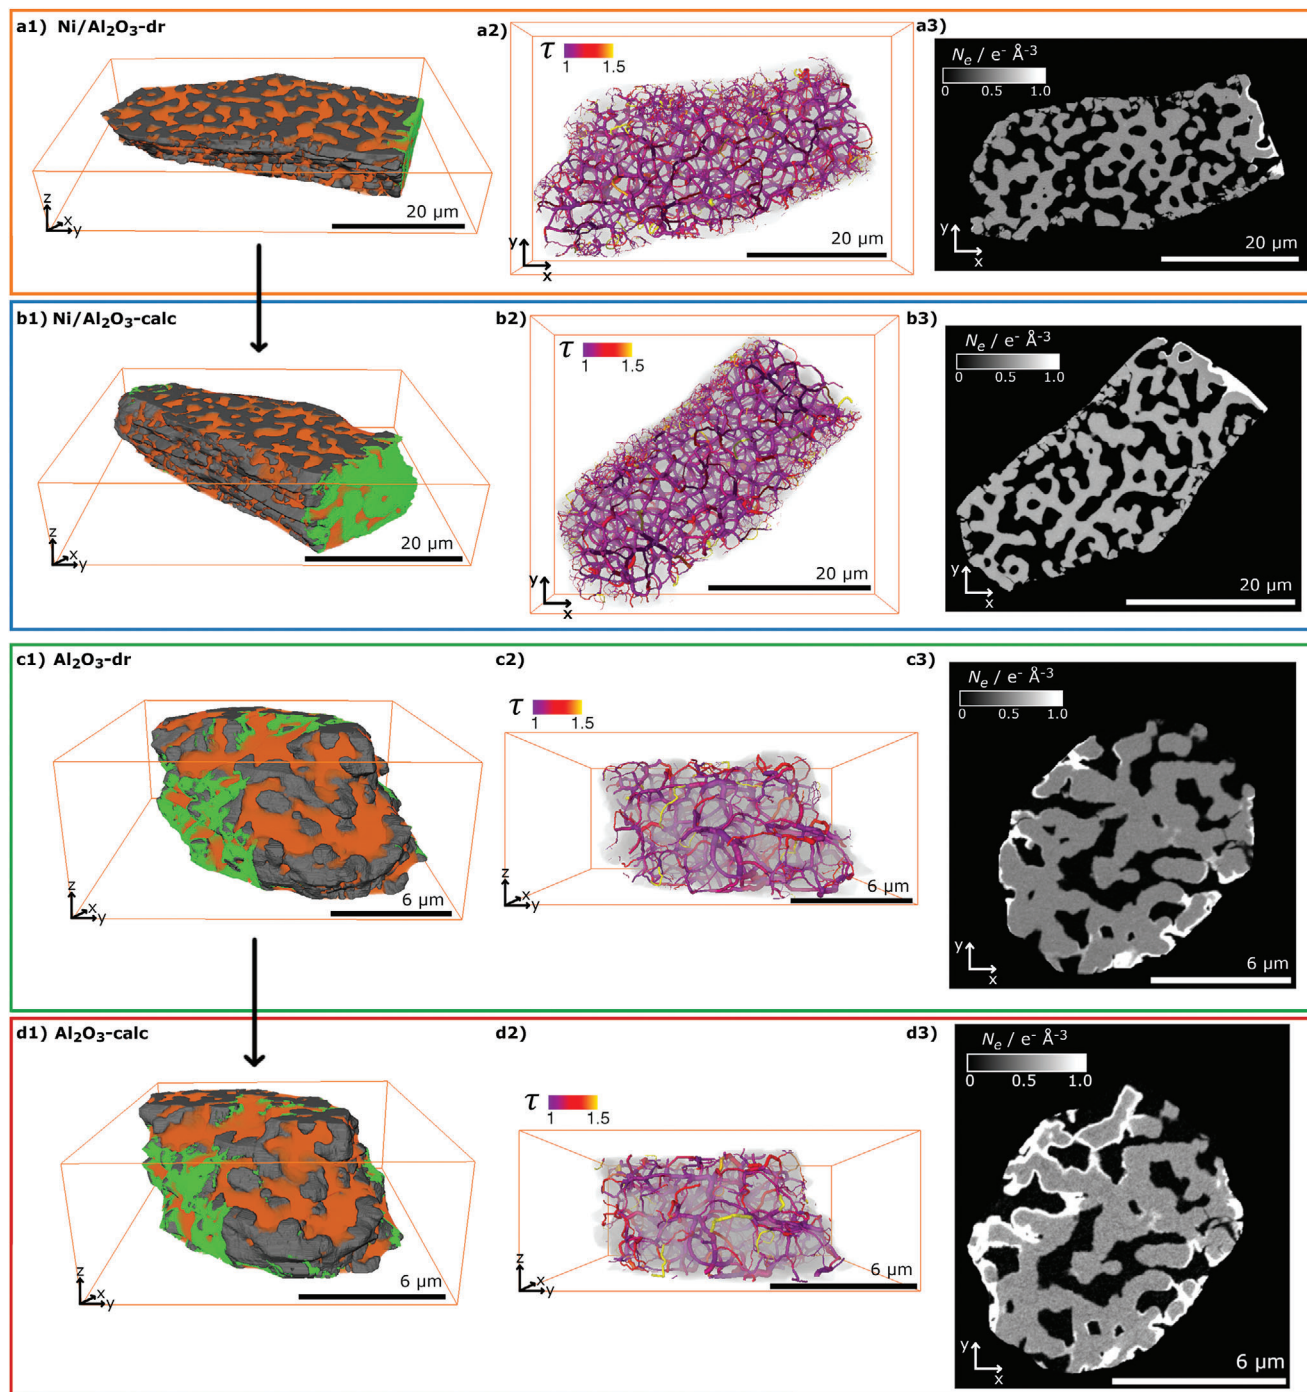 a1) Ni/Al₂O₃-dr
z
x
y
20 µm
a2)
τ
1 1.5
y
x
20 µm
a3)
Nₑ / e⁻ Å⁻³
0 0.5 1.0
y
x
20 µm
b1) Ni/Al₂O₃-calc
z
x
y
20 µm
b2)
τ
1 1.5
y
x
20 µm
b3)
Nₑ / e⁻ Å⁻³
0 0.5 1.0
y
x
20 µm
c1) Al₂O₃-dr
z
x
y
6 µm
c2)
τ
1 1.5
z
x
y
6 µm
c3)
Nₑ / e⁻ Å⁻³
0 0.5 1.0
y
x
6 µm
d1) Al₂O₃-calc
z
x
y
6 µm
d2)
τ
1 1.5
z
x
y
6 µm
d3)
Nₑ / e⁻ Å⁻³
0 0.5 1.0
y
x
6 µm